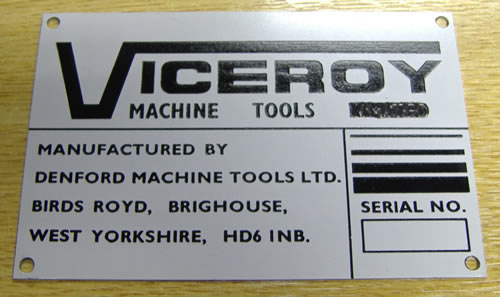 VICEROY
MACHINE TOOLS
MANUFACTURED BY
DENFORD MACHINE TOOLS LTD.
BIRDS ROYD, BRIGHOUSE,
WEST YORKSHIRE, HD6 1NB.
SERIAL NO.